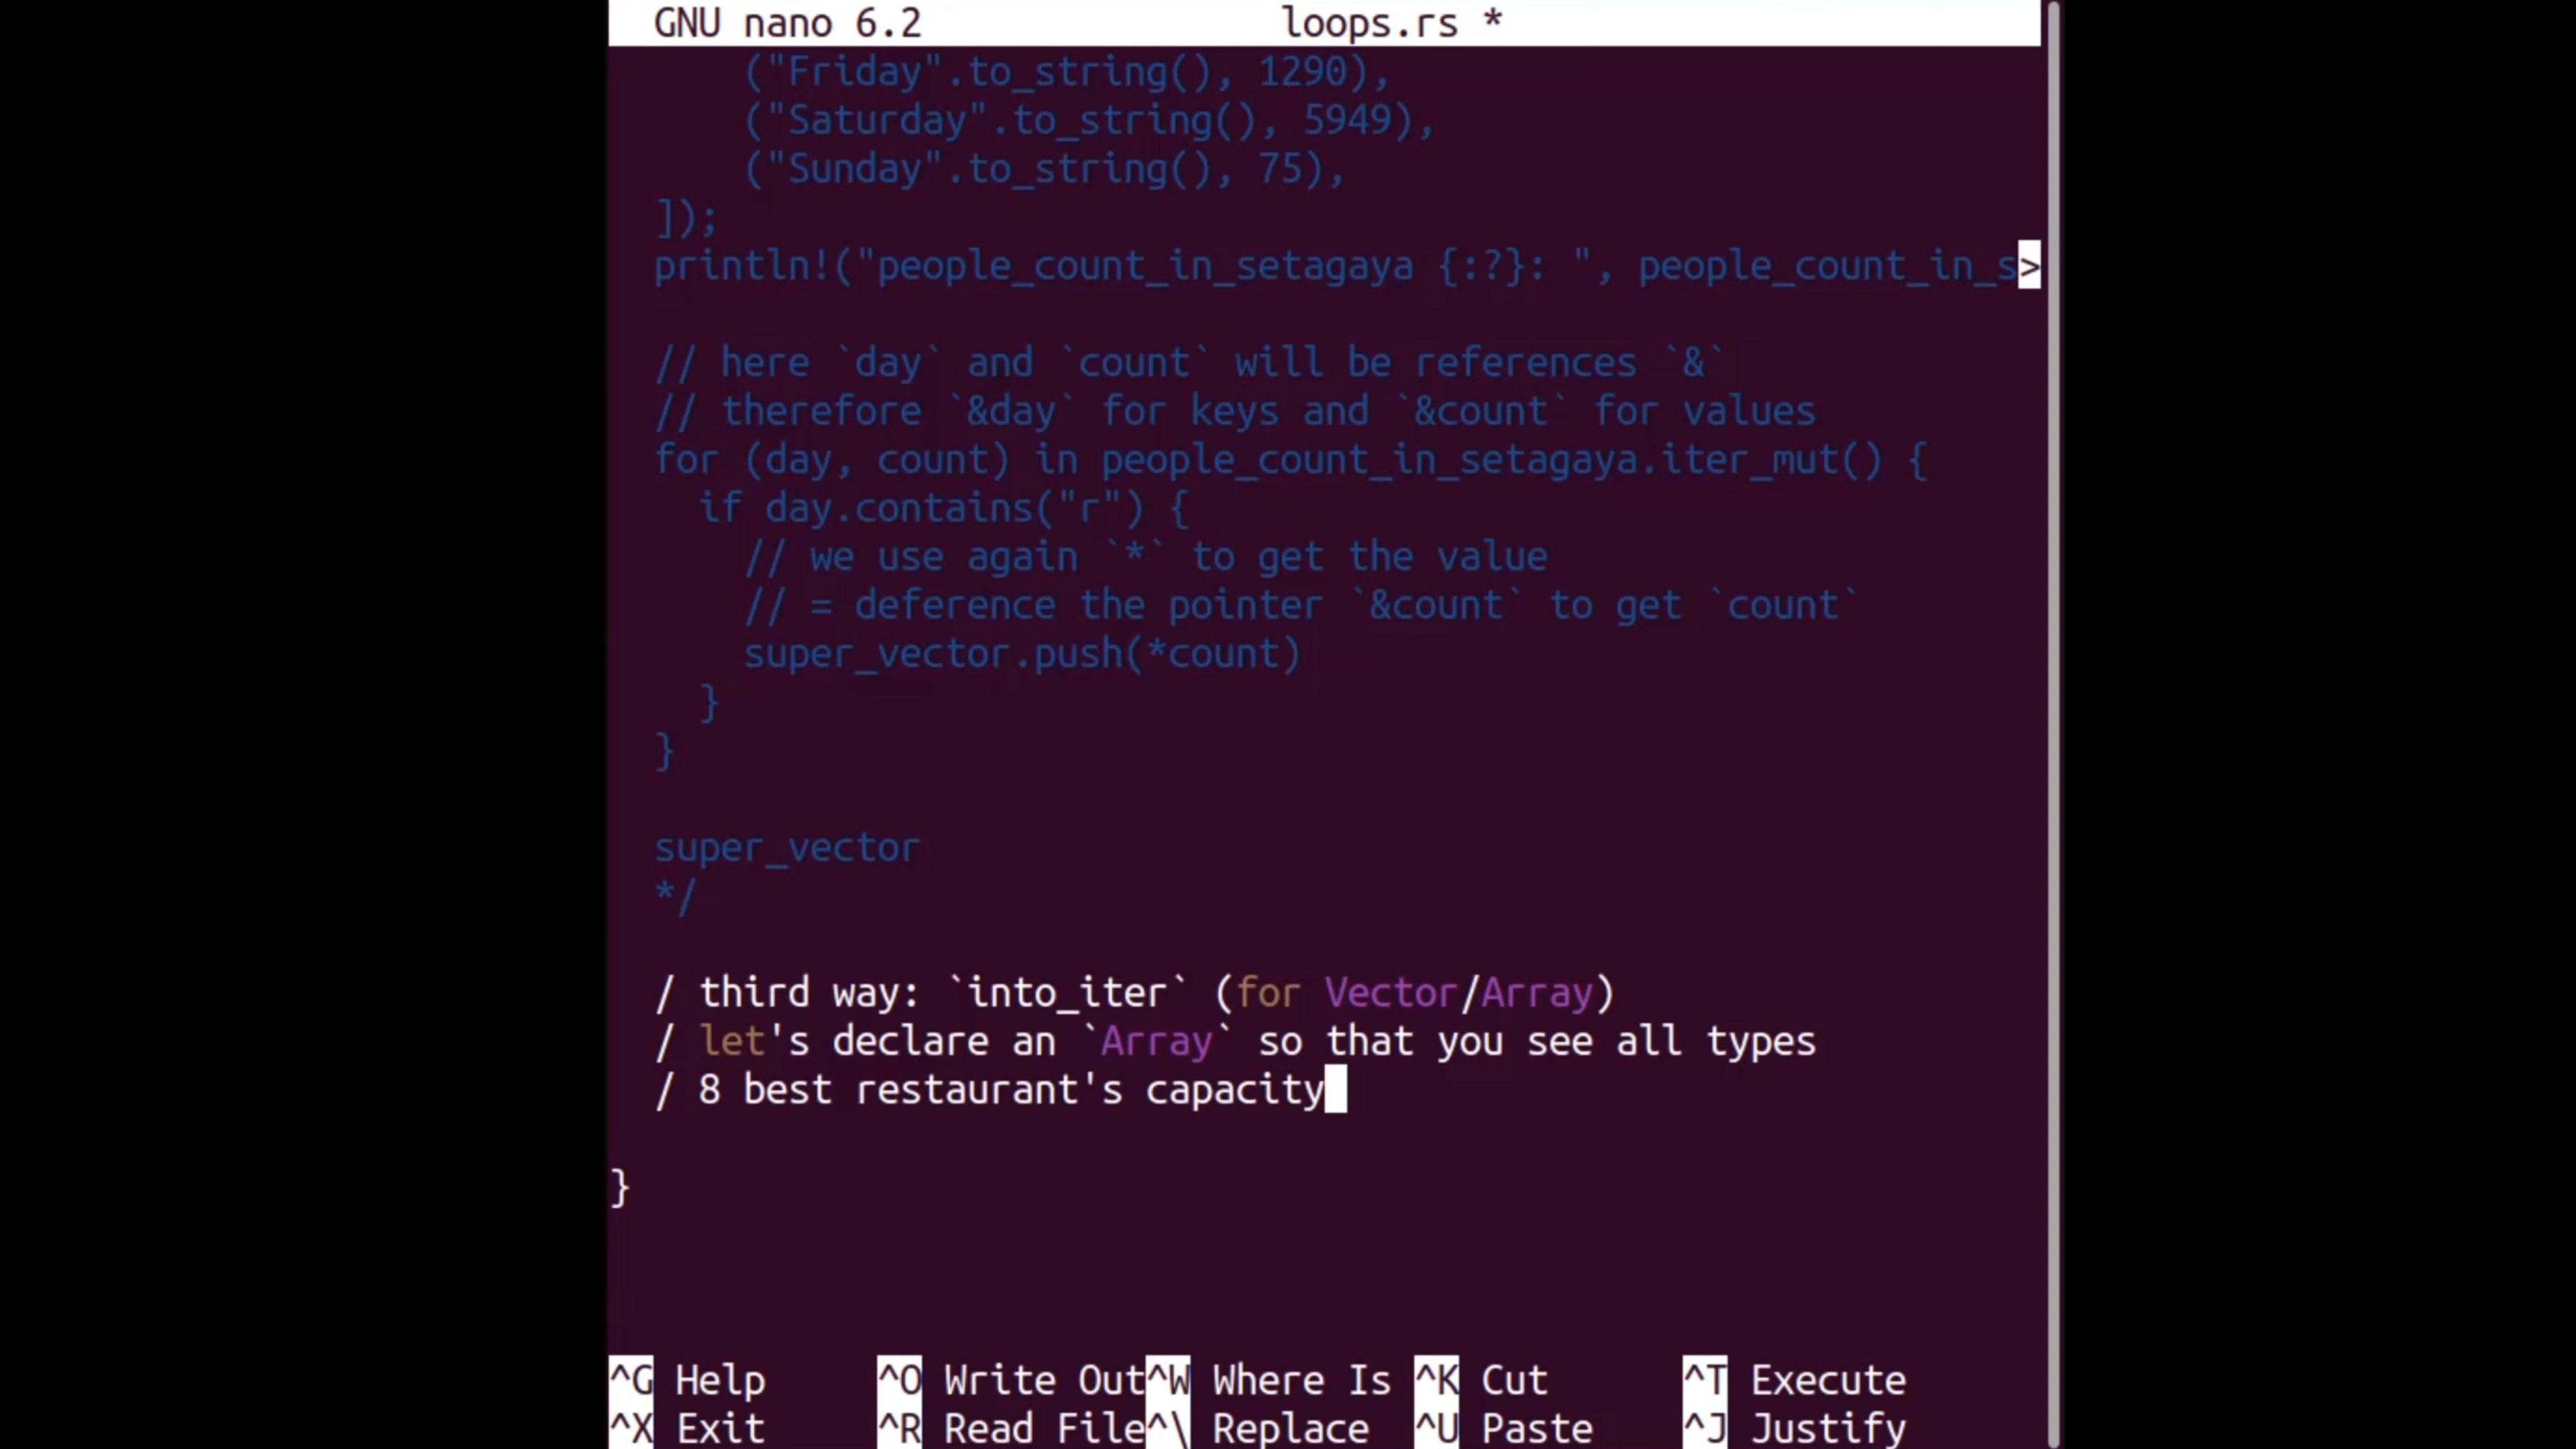 GNU nano 6.2 loops.rs *
("Friday".to_string(), 1290),
("Saturday".to_string(), 5949),
("Sunday".to_string(), 75),
]);
println!("people_count_in_setagaya {:?}: ", people_count_in_s>
// here `day` and `count` will be references `&`
// therefore `&day` for keys and `&count` for values
for (day, count) in people_count_in_setagaya.iter_mut() {
if day.contains("r") {
// we use again `*` to get the value
// = deference the pointer `&count` to get `count`
super_vector.push(*count)
}
}
super_vector
*/
/ third way: `into_iter` (for Vector/Array)
/ let's declare an `Array` so that you see all types
/ 8 best restaurant's capacity
}
^G Help ^O Write Out ^W Where Is ^K Cut ^T Execute
^X Exit ^R Read File ^\ Replace ^U Paste ^J Justify